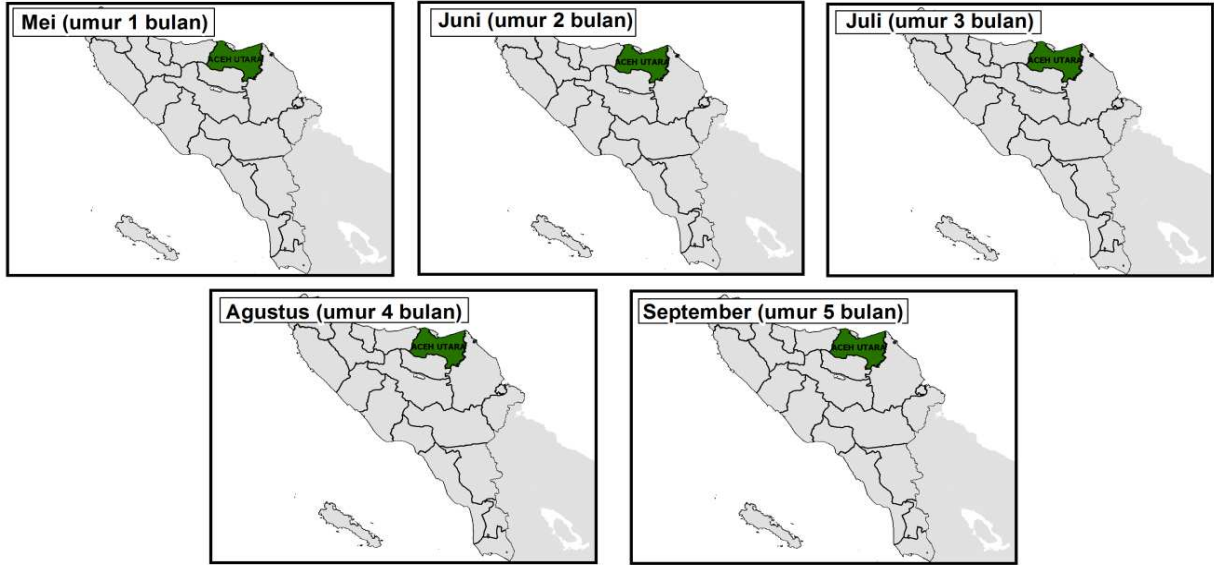 Mei (umur 1 bulan)
ACEH UTARA
Juni (umur 2 bulan)
ACEH UTARA
Juli (umur 3 bulan)
ACEH UTARA
Agustus (umur 4 bulan)
ACEH UTARA
September (umur 5 bulan)
ACEH UTARA